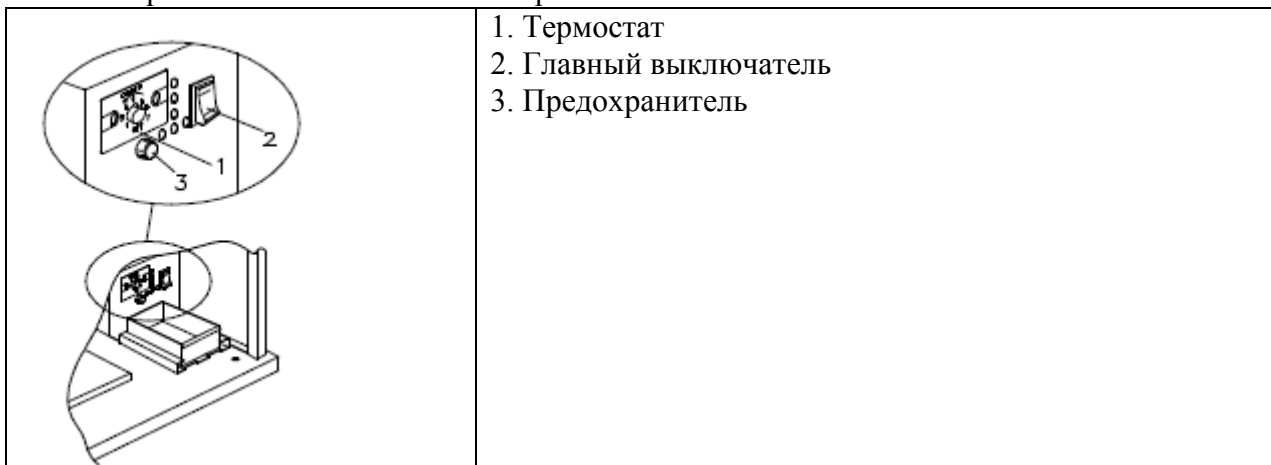 1. Термостат
2. Главный выключатель
3. Предохранитель
2
1
3